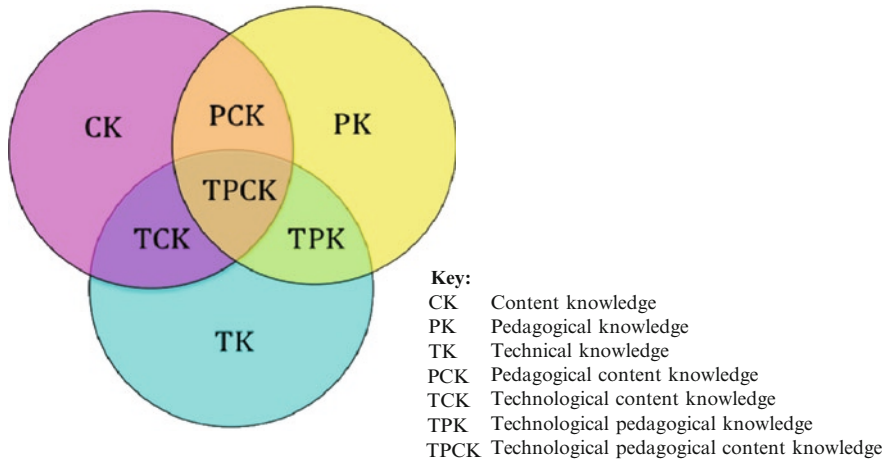 CK
PCK
PK
TPCK
TCK
TPK
TK
Key:
CK Content knowledge
PK Pedagogical knowledge
TK Technical knowledge
PCK Pedagogical content knowledge
TCK Technological content knowledge
TPK Technological pedagogical knowledge
TPCK Technological pedagogical content knowledge